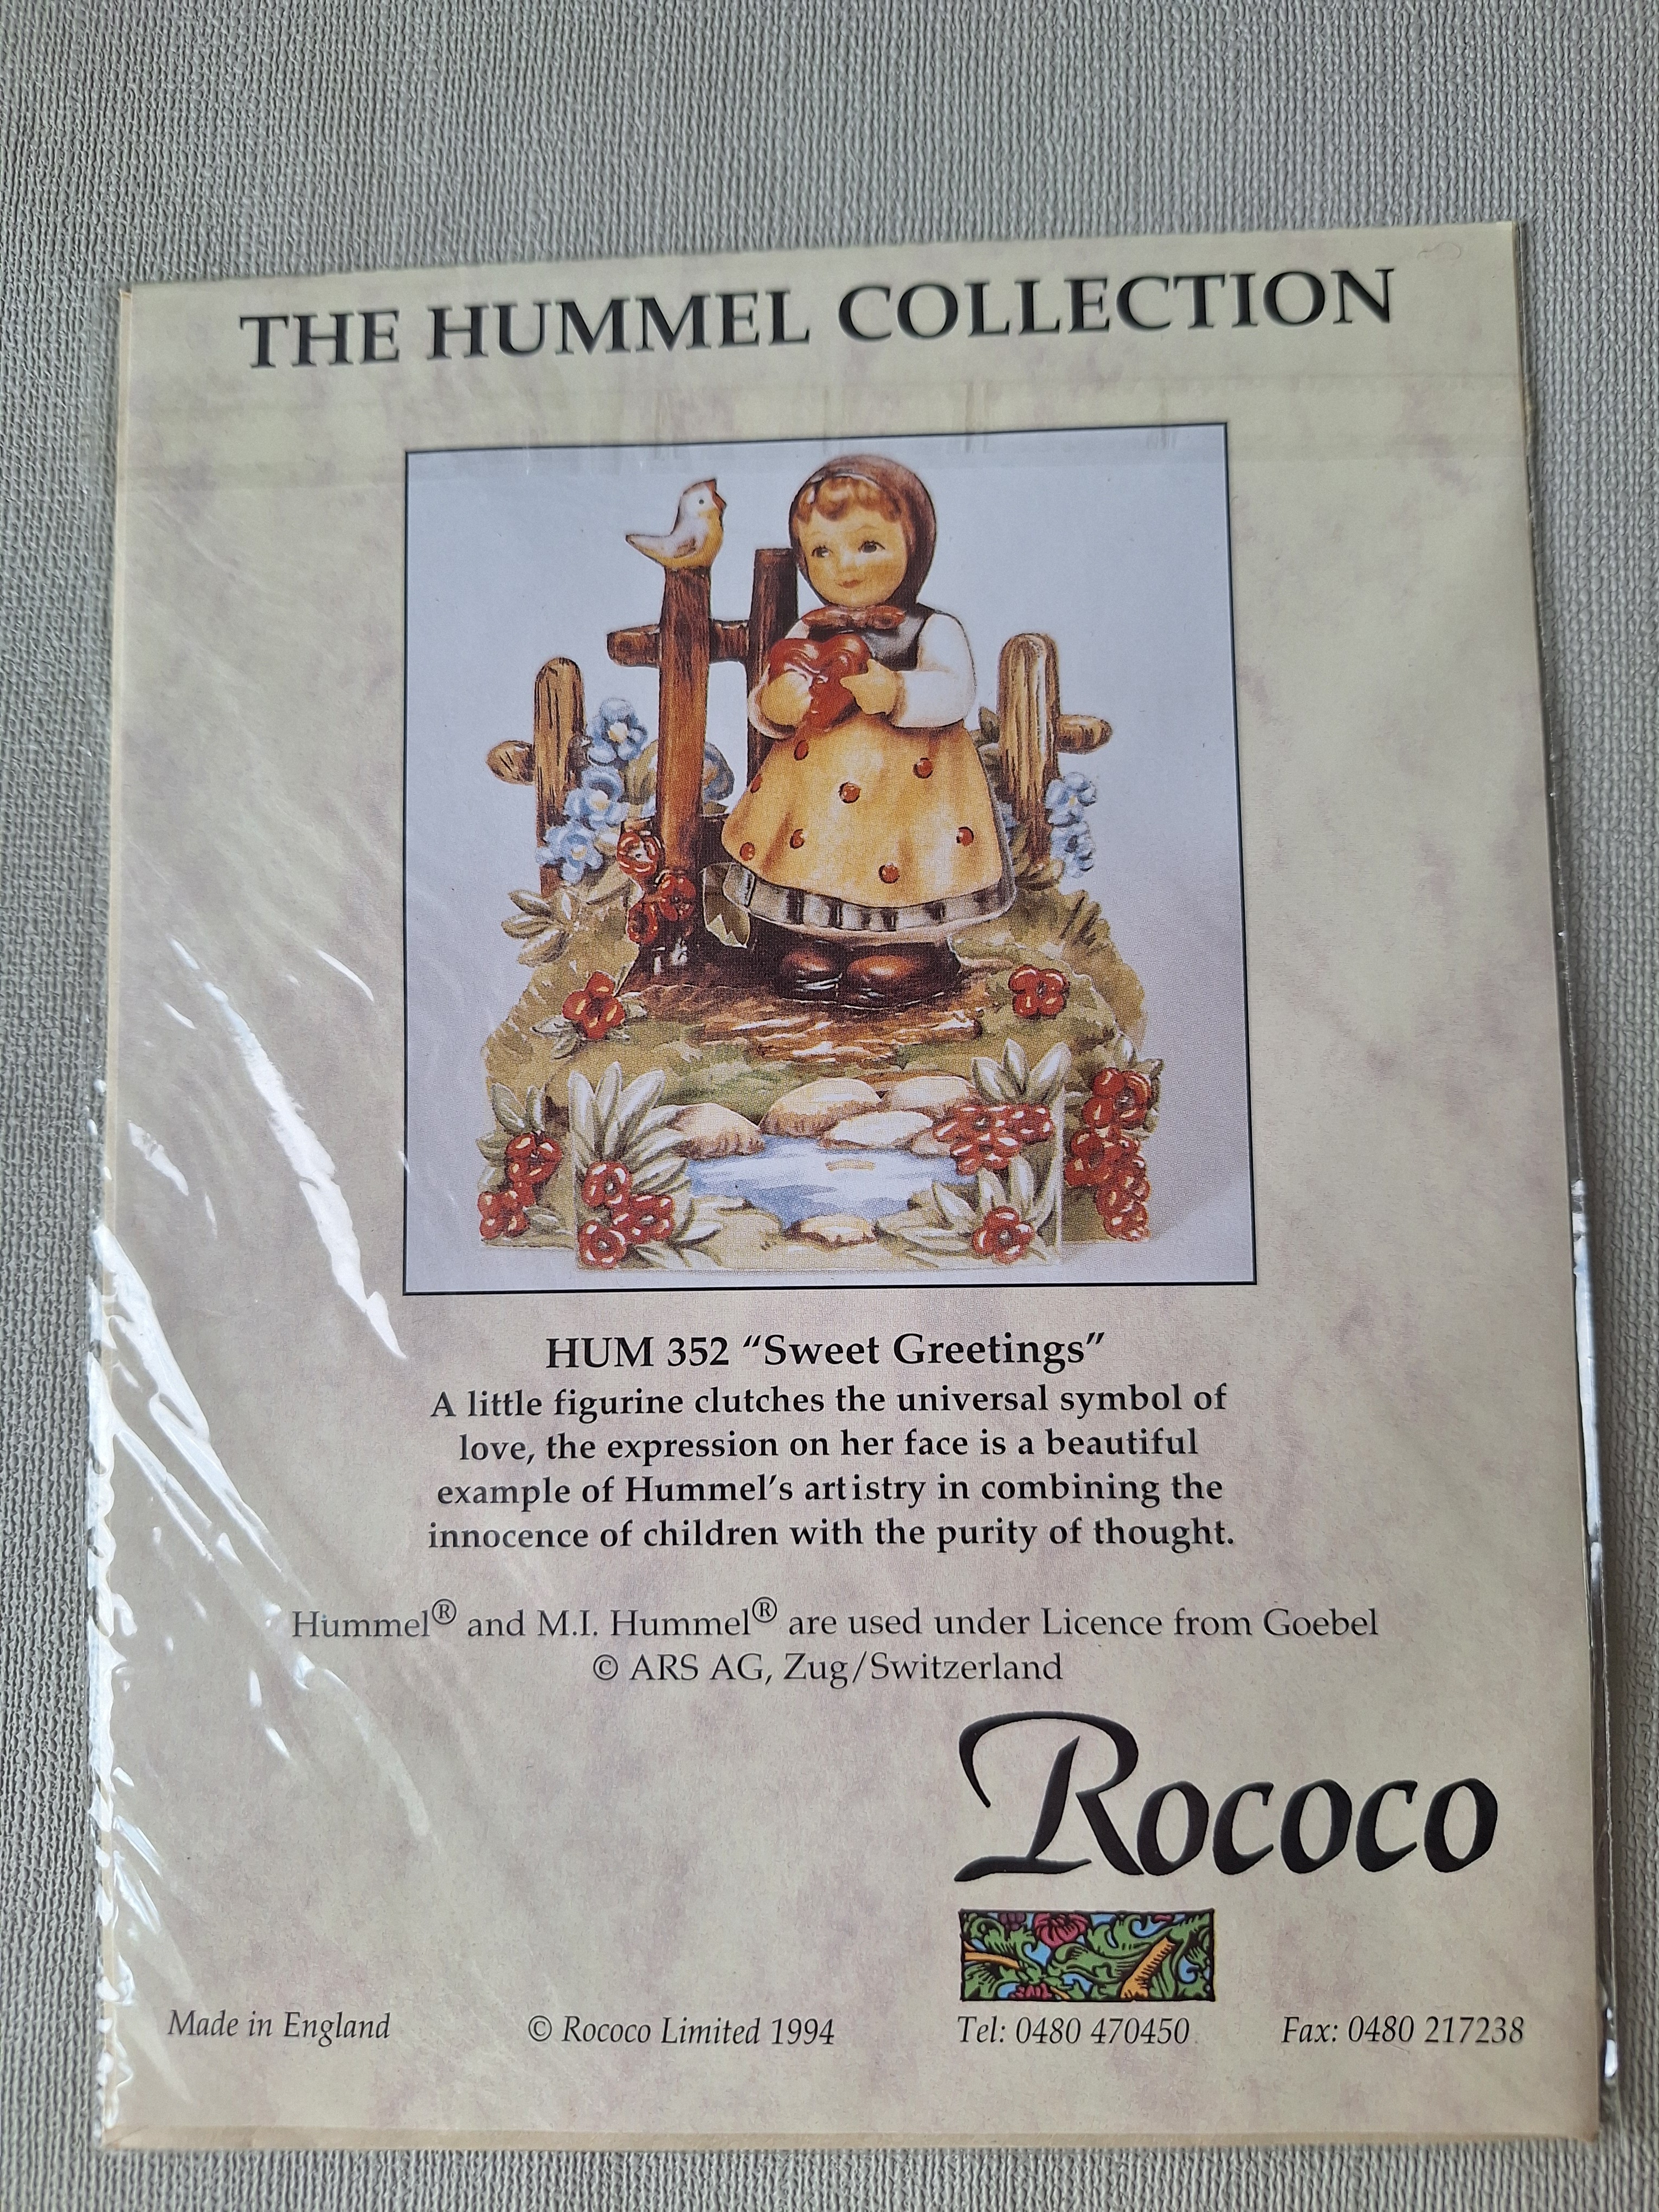 THE HUMMEL COLLECTION
HUM 352 “Sweet Greetings”
A little figurine clutches the universal symbol of
love, the expression on her face is a beautiful
example of Hummel’s artistry in combining the
innocence of children with the purity of thought.
Hummel® and M.I. Hummel® are used under Licence from Goebel
© ARS AG, Zug/Switzerland
Rococo
Made in England © Rococo Limited 1994 Tel: 0480 470450 Fax: 0480 217238